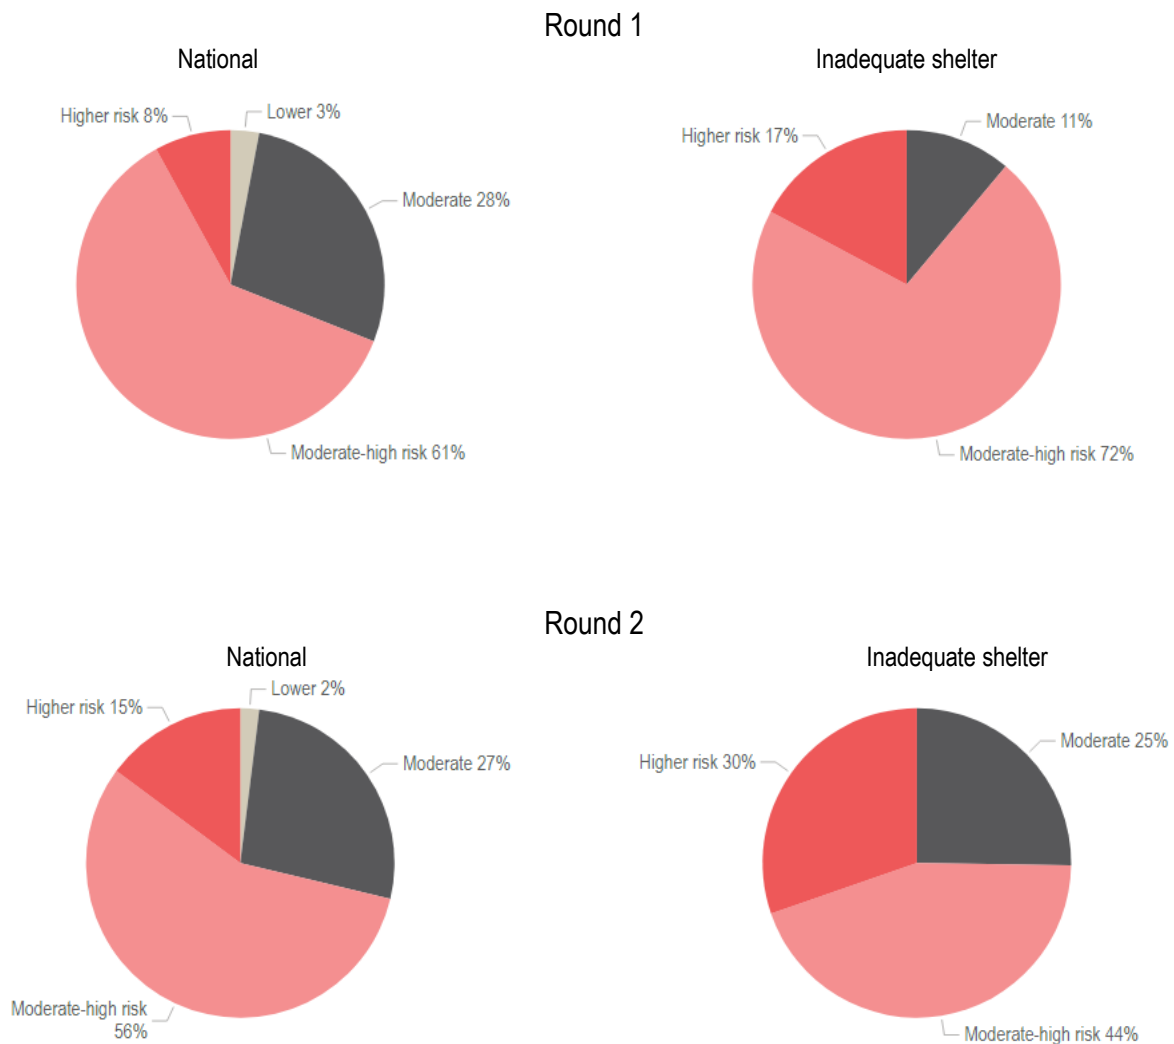 Round 1
National
Inadequate shelter
Higher risk 8%
Lower 3%
Moderate 28%
Moderate-high risk 61%
Higher risk 17%
Moderate 11%
Moderate-high risk 72%
Round 2
National
Inadequate shelter
Higher risk 15%
Lower 2%
Moderate 27%
Moderate-high risk
56%
Higher risk 30%
Moderate 25%
Moderate-high risk 44%